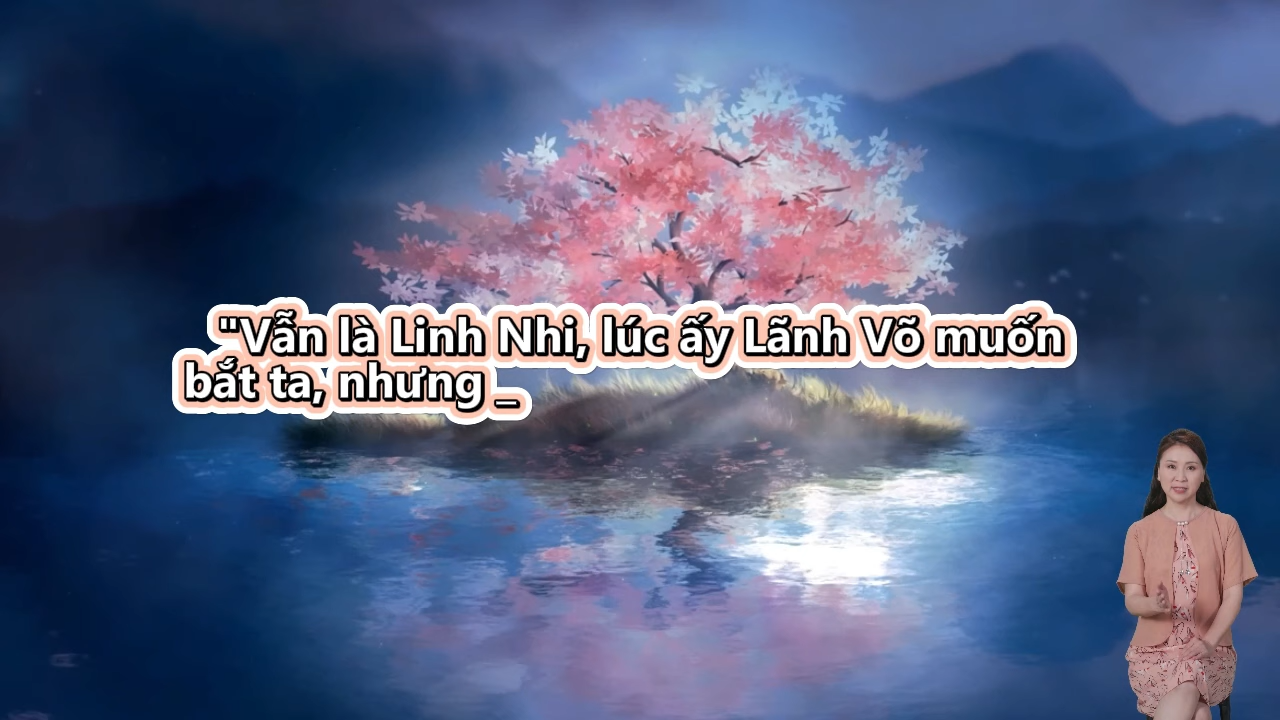 "Vẫn là Linh Nhi, lúc ấy Lãnh Võ muốn
bắt ta, nhưng _